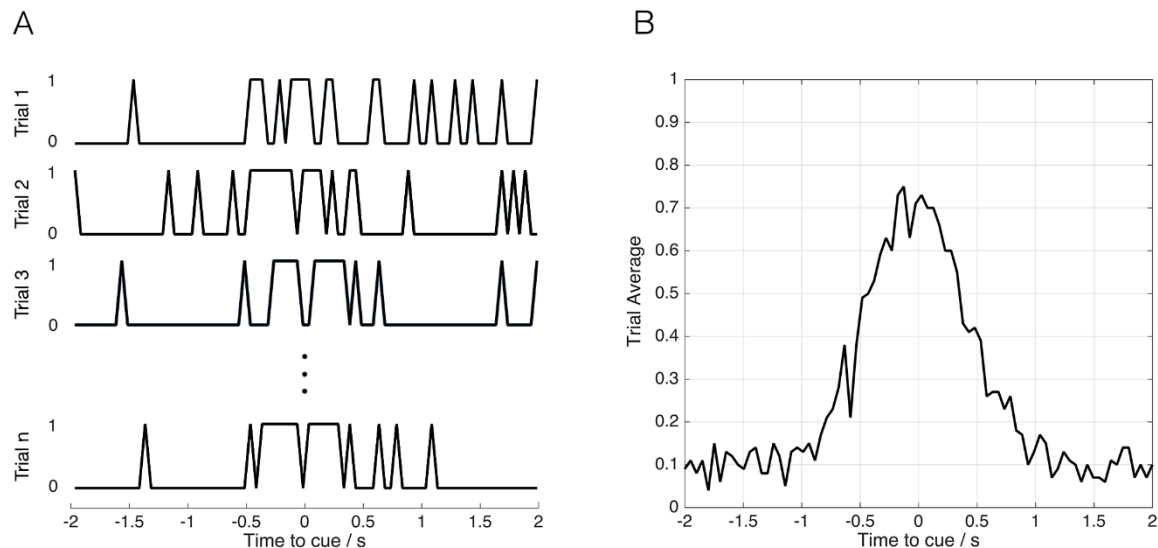 A
Trial 1
1
0
Trial 2
1
0
Trial 3
1
0
Trial n
1
0
-2 -1.5 -1 -0.5 0 0.5 1 1.5 2
Time to cue / s
B
Trial Average
1
0.9
0.8
0.7
0.6
0.5
0.4
0.3
0.2
0.1
0
-2 -1.5 -1 -0.5 0 0.5 1 1.5 2
Time to cue / s